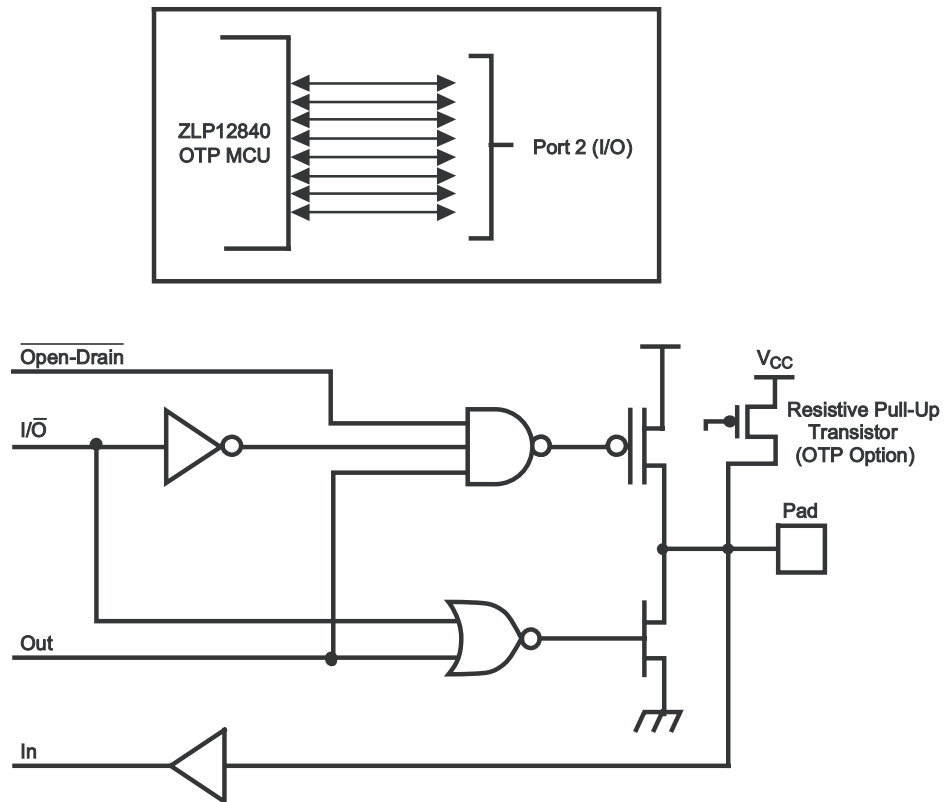 ZLP12840
OTP MCU
Port 2 (I/O)
Open-Drain
I/O
VCC
Resistive Pull-Up
Transistor
(OTP Option)
Pad
Out
In